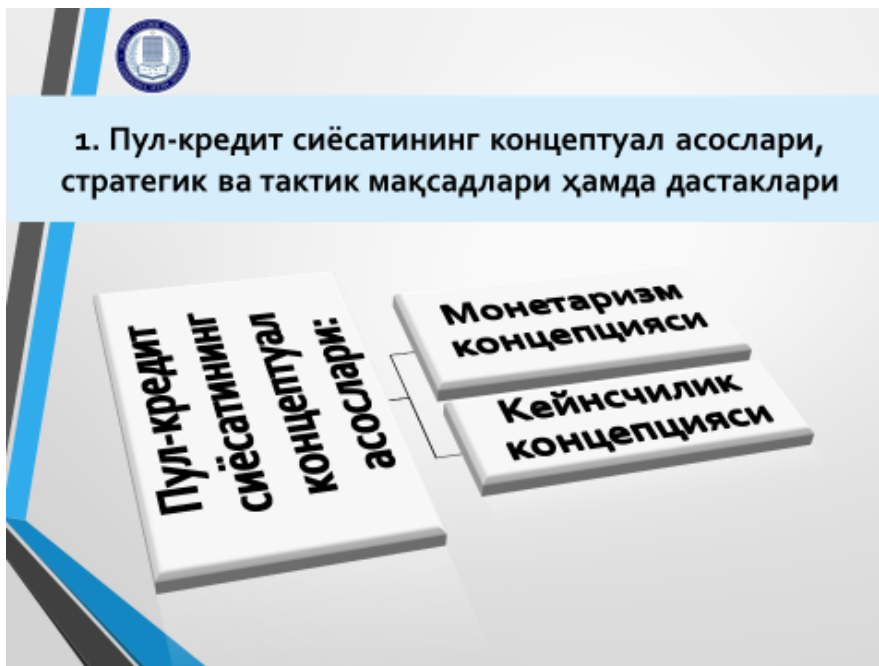 1. Пул-кредит сиёсатининг концептуал асослари,
стратегик ва тактик мақсадлари ҳамда дастаклари
Пул-кредит
сиёсатининг
концептуал
асослари:
Монетаризм
концепцияси
Кейнсчилик
концепцияси